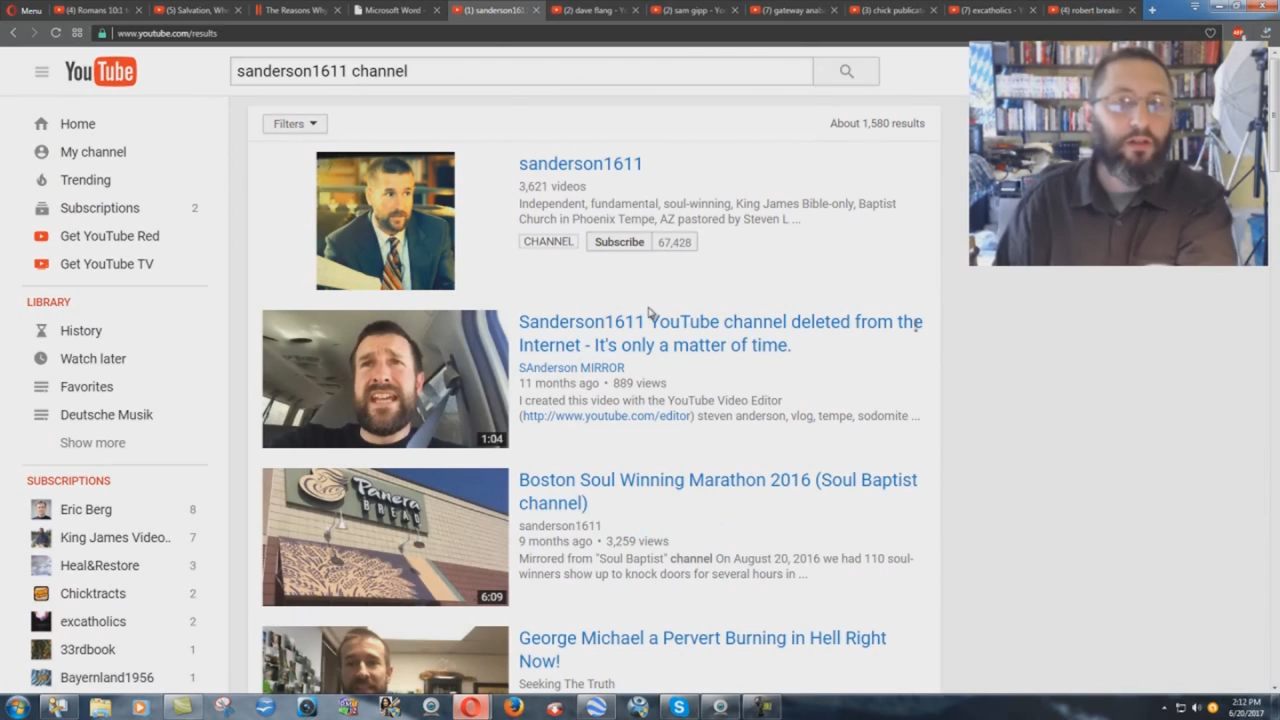 Menu
(4) Romans 10:1 t
(5) Salvation, Wh
The Reasons Why
Microsoft Word -
(1) sanderson161
(2) dave flang - Yo
(2) sam gipp - You
(7) gateway anab
(3) chick publicat
(7) excatholics - Y
(4) robert breake
www.youtube.com/results
YouTube
sanderson1611 channel
Home
My channel
Trending
Subscriptions 2
Get YouTube Red
Get YouTube TV
LIBRARY
History
Watch later
Favorites
Deutsche Musik
Show more
SUBSCRIPTIONS
Eric Berg 8
King James Video.. 7
Heal&Restore 3
Chicktracts 2
excatholics 2
33rdbook 1
Bayernland1956 1
Filters
About 1,580 results
sanderson1611
3,621 videos
Independent, fundamental, soul-winning, King James Bible-only, Baptist
Church in Phoenix Tempe, AZ pastored by Steven L ...
CHANNEL Subscribe 67,428
Sanderson1611 YouTube channel deleted from the
Internet - It's only a matter of time.
SAnderson MIRROR
11 months ago • 889 views
I created this video with the YouTube Video Editor
(http://www.youtube.com/editor) steven anderson, vlog, tempe, sodomite ...
1:04
Panera
BREAD
6:09
Boston Soul Winning Marathon 2016 (Soul Baptist
channel)
sanderson1611
9 months ago • 3,259 views
Mirrored from "Soul Baptist" channel On August 20, 2016 we had 110 soul-
winners show up to knock doors for several hours in ...
George Michael a Pervert Burning in Hell Right
Now!
Seeking The Truth
2:12 PM
6/20/2017